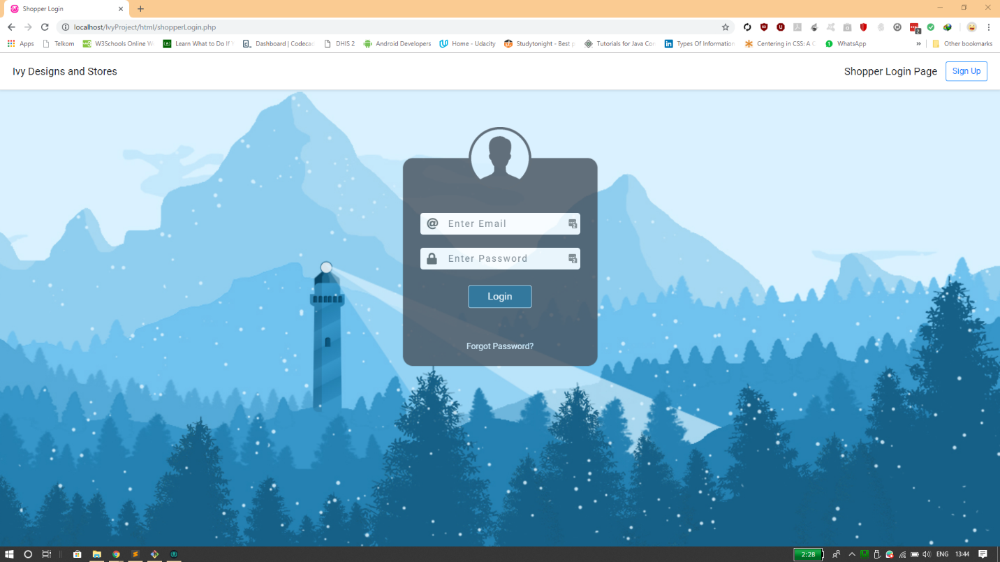 Shopper Login
localhost/IvyProject/html/shopperLogin.php
Apps Telkom W3Schools Online W Learn What to Do If Y Dashboard | Codecac DHIS 2 Android Developers Home - Udacity Studytonight - Best p Tutorials for Java Cor Types Of Information Centering in CSS: A C WhatsApp » Other bookmarks
Ivy Designs and Stores Shopper Login Page Sign Up
@ Enter Email
Enter Password
Login
Forgot Password?
2:28 ENG 13:44